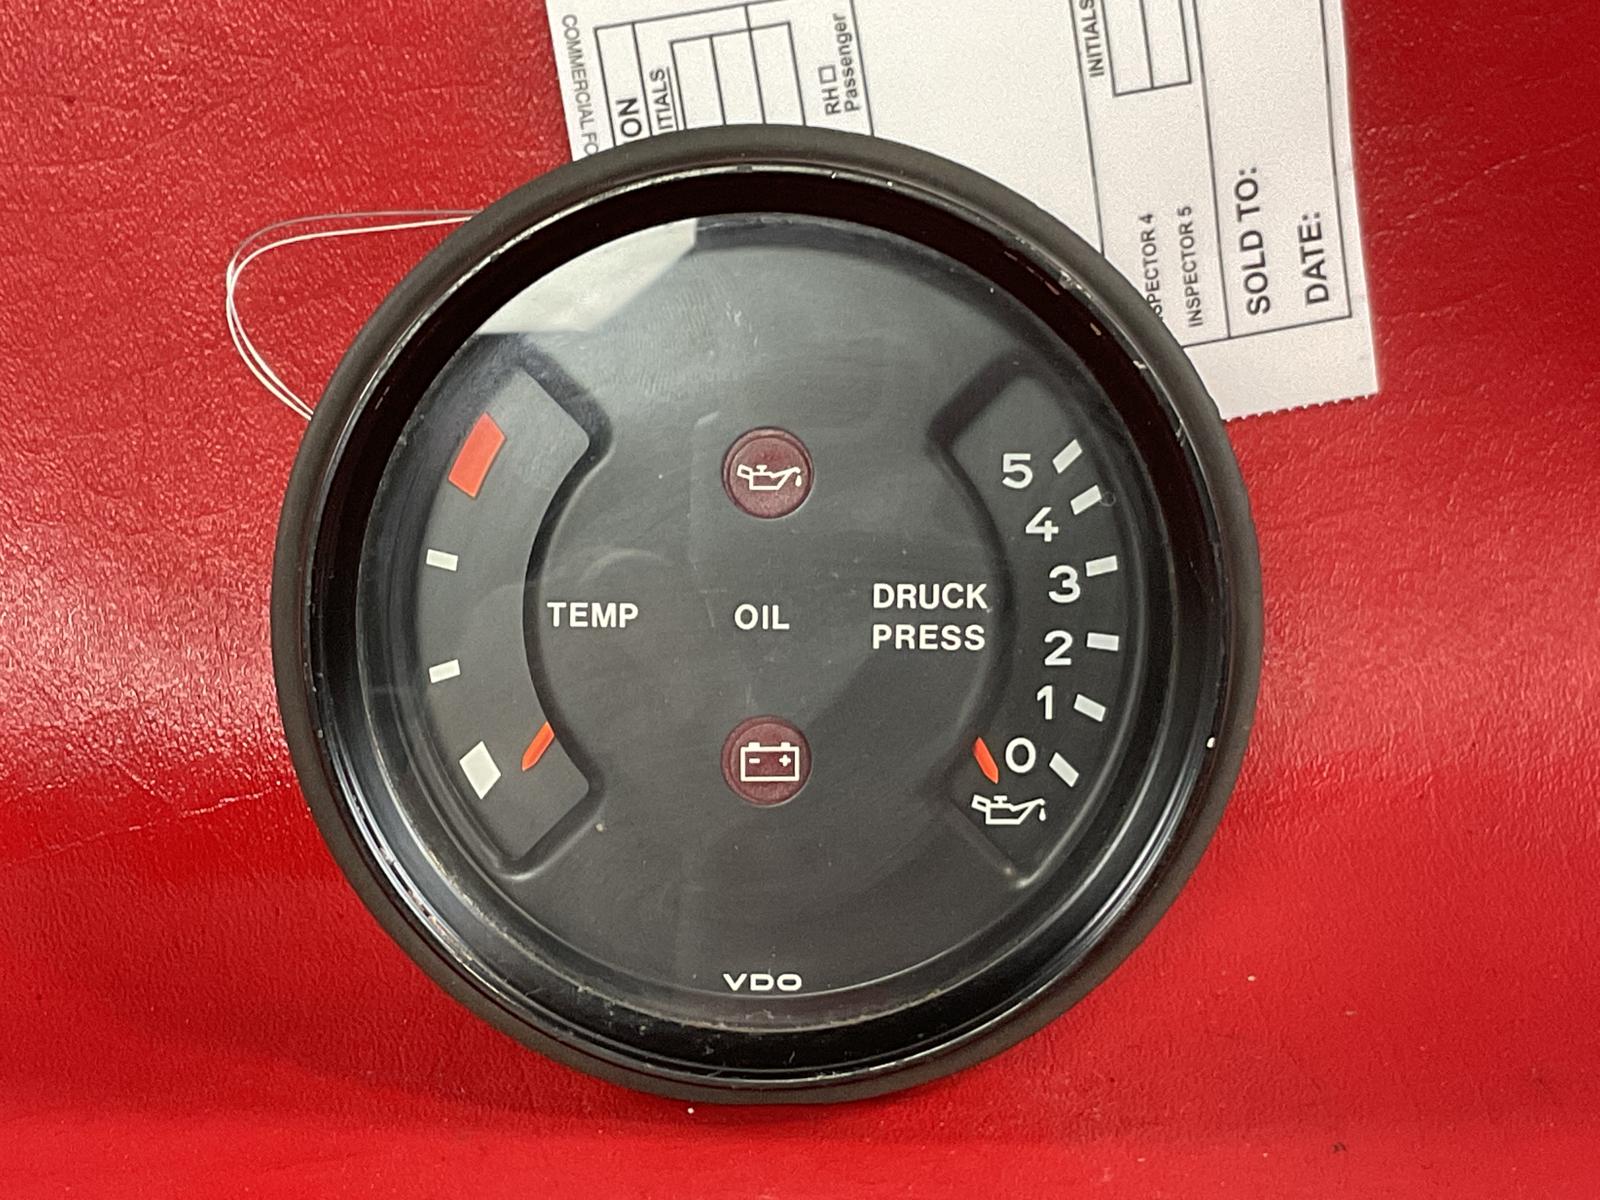 COMMERCIAL FO
ON
ITIALS
RH
Passenger
INITIALS
SPECTOR 4
INSPECTOR 5
SOLD TO:
DATE:
TEMP
OIL
DRUCK
PRESS
5
4
3
2
1
0
- +
VDO